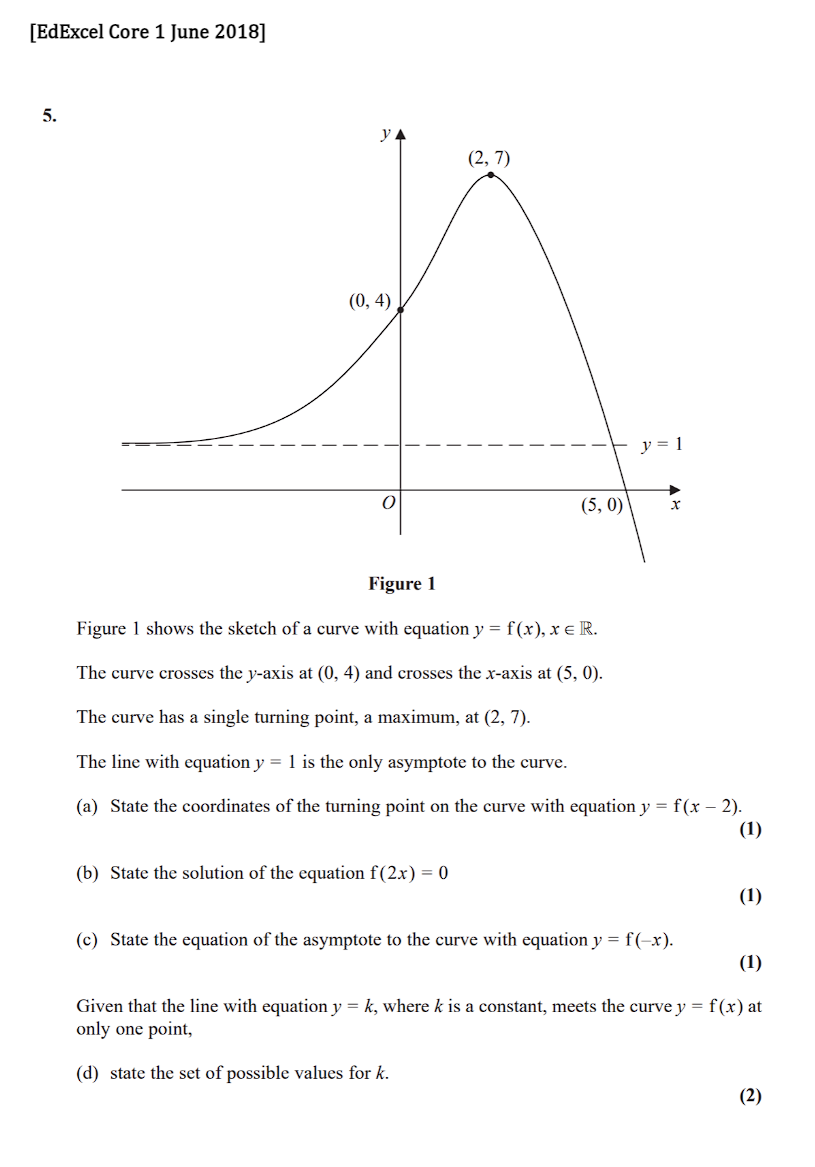 [EdExcel Core 1 June 2018]
5.
y
(2, 7)
(0, 4)
y = 1
O
(5, 0)
x
Figure 1
Figure 1 shows the sketch of a curve with equation y = f(x), x ∈ ℝ.
The curve crosses the y-axis at (0, 4) and crosses the x-axis at (5, 0).
The curve has a single turning point, a maximum, at (2, 7).
The line with equation y = 1 is the only asymptote to the curve.
(a) State the coordinates of the turning point on the curve with equation y = f(x – 2).
(1)
(b) State the solution of the equation f(2x) = 0
(1)
(c) State the equation of the asymptote to the curve with equation y = f(–x).
(1)
Given that the line with equation y = k, where k is a constant, meets the curve y = f(x) at
only one point,
(d) state the set of possible values for k.
(2)